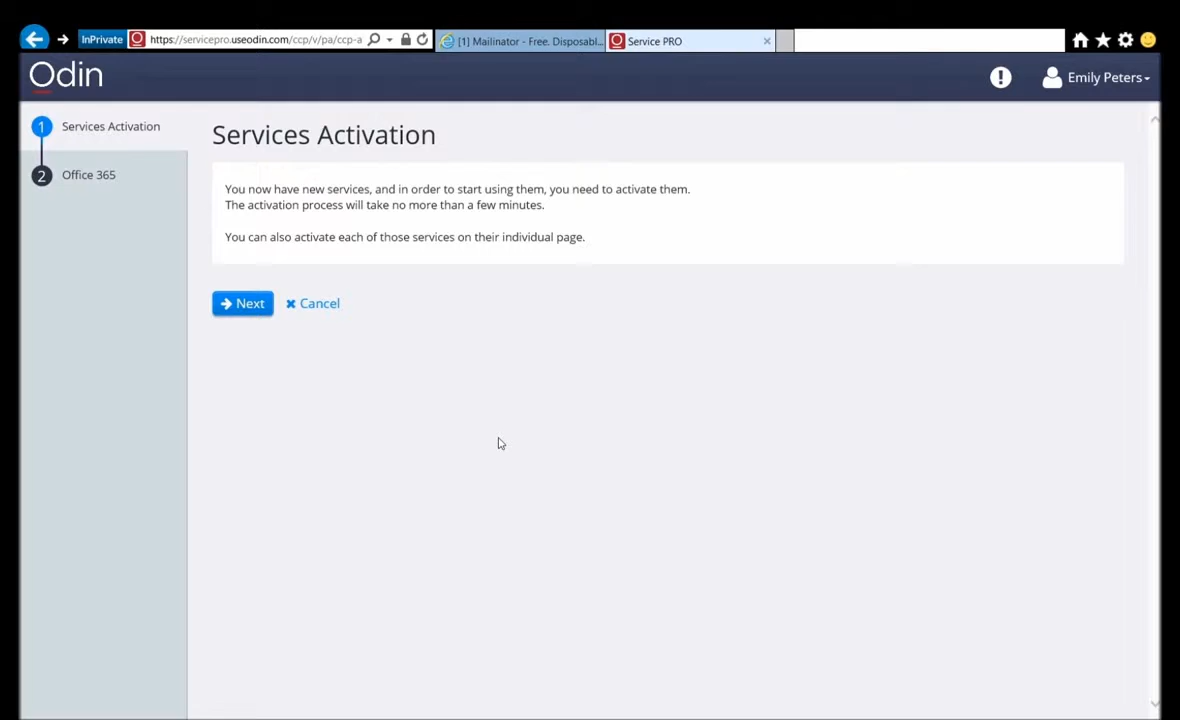 InPrivate https://servicepro.useodin.com/ccp/v/pa/ccp-a [1] Mailinator - Free. Disposabl... Service PRO
Odin
Emily Peters
1 Services Activation
2 Office 365
Services Activation
You now have new services, and in order to start using them, you need to activate them.
The activation process will take no more than a few minutes.
You can also activate each of those services on their individual page.
Next Cancel